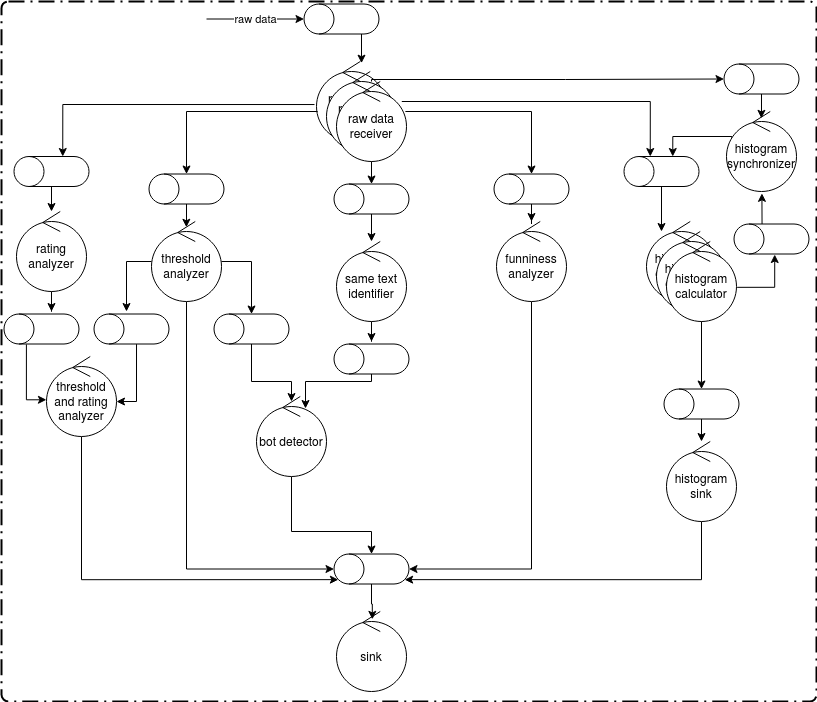 raw data
raw data
receiver
histogram
synchronizer
rating
analyzer
threshold
analyzer
same text
identifier
funniness
analyzer
histogram
calculator
threshold
and rating
analyzer
bot detector
histogram
sink
sink